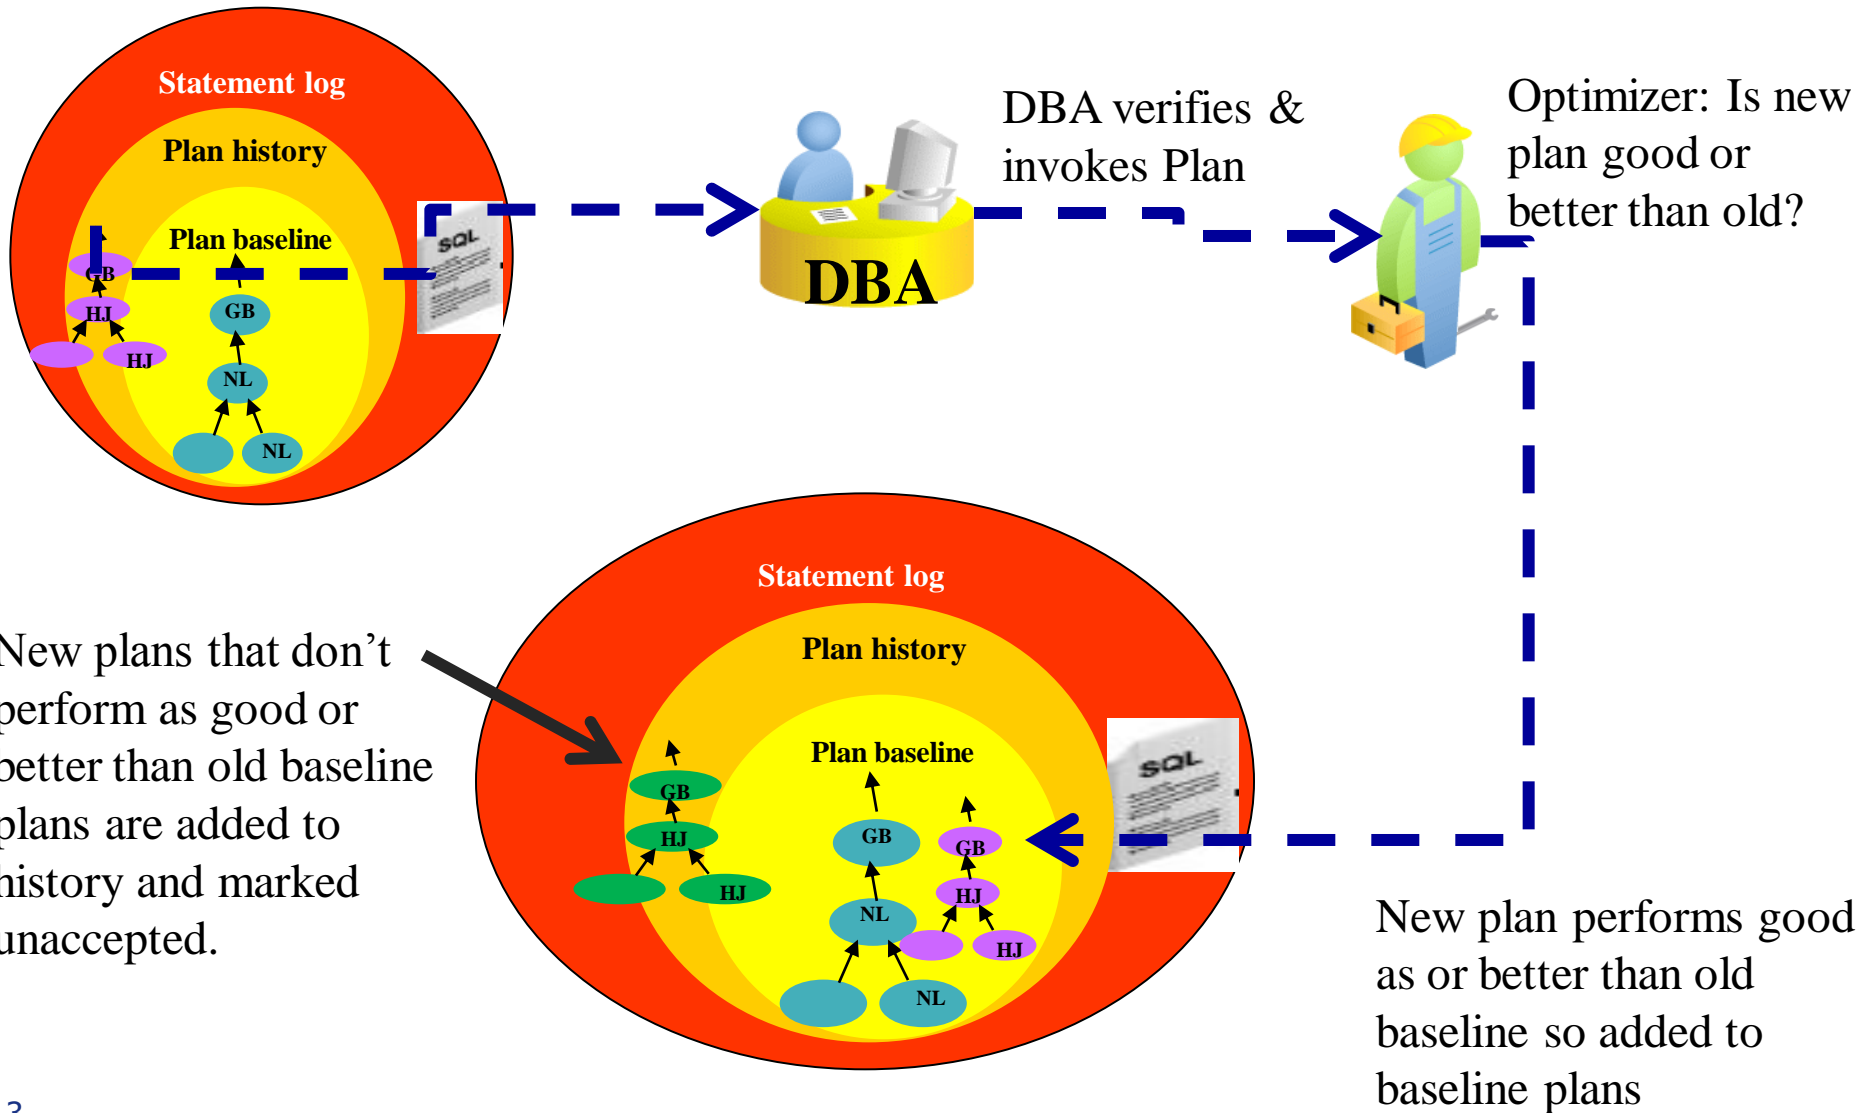 Statement log
Plan history
Plan baseline
GB
HJ
HJ
GB
NL
NL
SQL
DBA
DBA verifies &
invokes Plan
Optimizer: Is new
plan good or
better than old?
New plans that don’t
perform as good or
better than old baseline
plans are added to
history and marked
unaccepted.
Statement log
Plan history
Plan baseline
GB
HJ
HJ
GB
NL
NL
GB
HJ
HJ
SQL
New plan performs good
as or better than old
baseline so added to
baseline plans
3